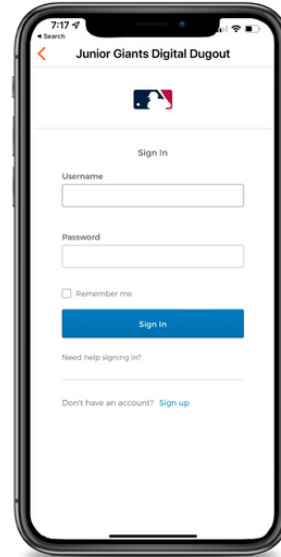 7:17
Search
Junior Giants Digital Dugout
Sign In
Username
Password
Remember me
Sign In
Need help signing in?
Don't have an account? Sign up